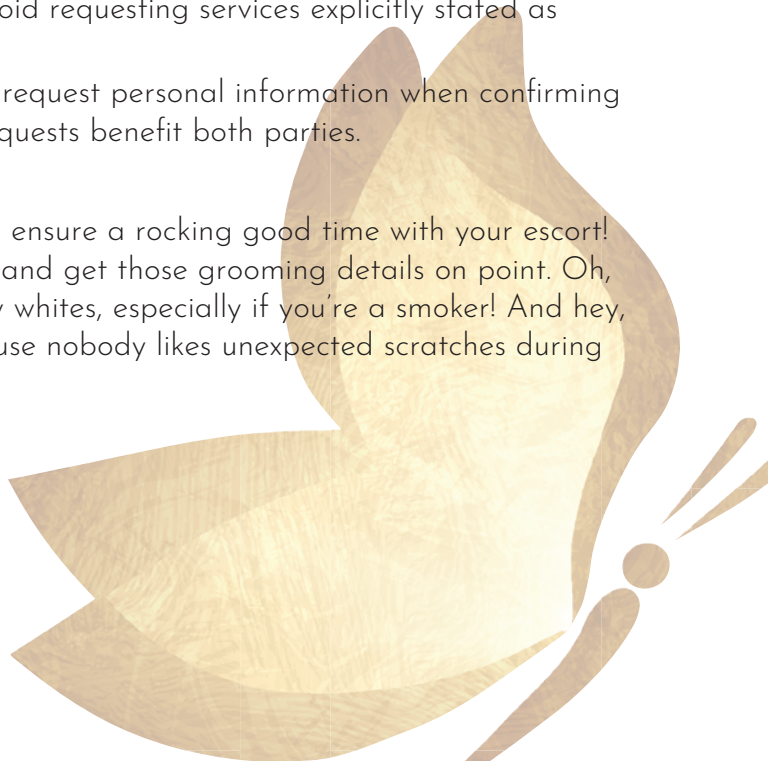 oid requesting services explicitly stated as
request personal information when confirming
quests benefit both parties.
ensure a rocking good time with your escort!
and get those grooming details on point. Oh,
whites, especially if you're a smoker! And hey,
use nobody likes unexpected scratches during